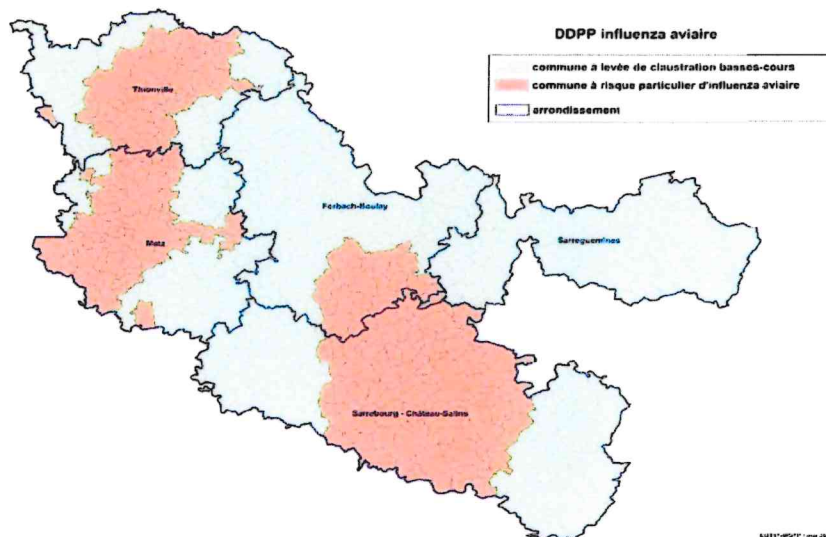 DDPP influenza aviaire
commune à levée de claustration basses-cours
commune à risque particulier d'influenza aviaire
arrondissement
Thionville
Forbach-Boulay
Metz
Sarreguemines
Sarrebourg - Château-Salins